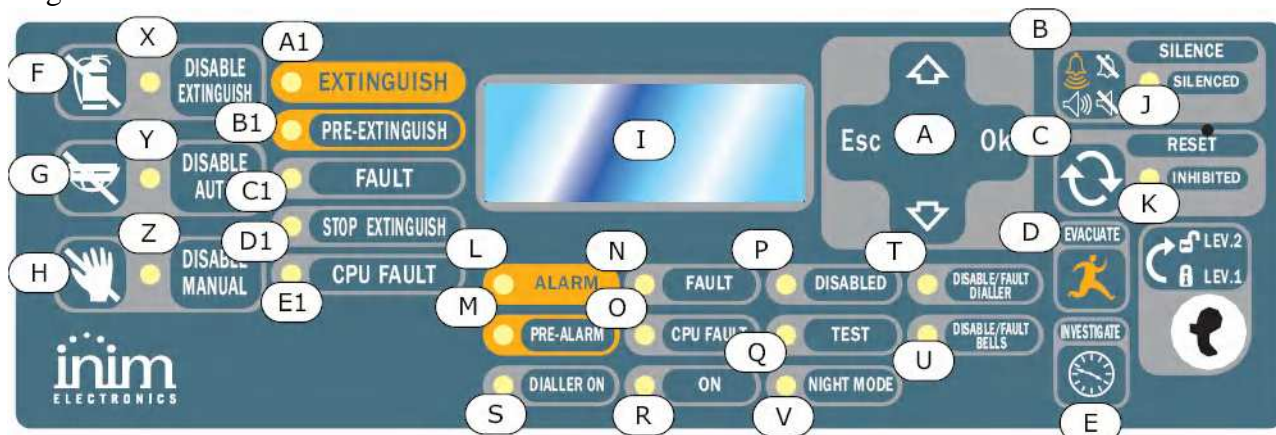 F
X
DISABLE
EXTINGUISH
G
Y
DISABLE
AUT
H
Z
DISABLE
MANUAL
inim
ELECTRONICS
A1
EXTINGUISH
B1
PRE-EXTINGUISH
C1
FAULT
D1
STOP EXTINGUISH
E1
CPU FAULT
I
Esc
A
Ok
L
ALARM
M
PRE-ALARM
S
DIALLER ON
N
FAULT
O
CPU FAULT
R
ON
P
DISABLED
Q
TEST
V
NIGHT MODE
T
DISABLE/FAULT
DIALLER
U
DISABLE/FAULT
BELLS
B
SILENCE
J
SILENCED
C
RESET
K
INHIBITED
D
EVACUATE
INVESTIGATE
E
LEV.2
LEV.1